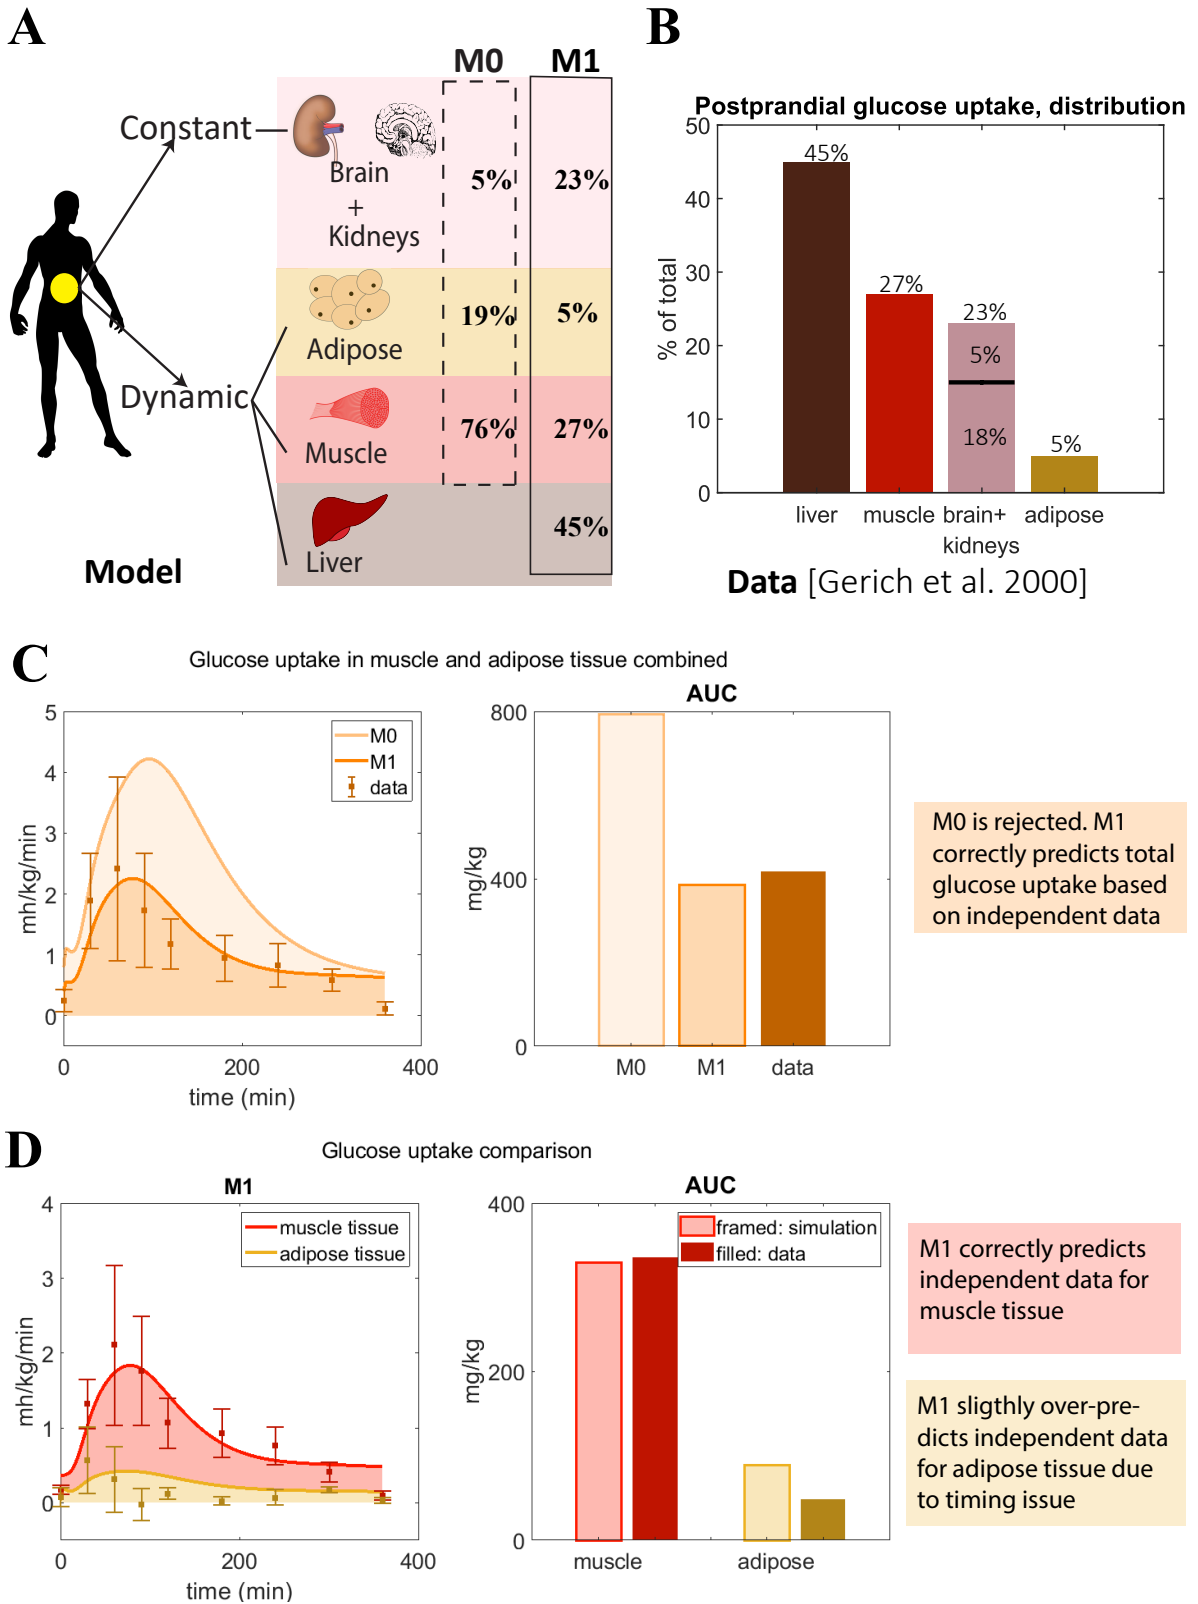 A
M0
M1
Constant
Brain
+
Kidneys
5%
23%
Adipose
19%
5%
Dynamic
Muscle
76%
27%
Liver
45%
Model
B
Postprandial glucose uptake, distribution
50
40
30
20
10
0
% of total
45%
27%
23%
5%
18%
5%
liver
muscle
brain+
kidneys
adipose
Data [Gerich et al. 2000]
C
Glucose uptake in muscle and adipose tissue combined
5
4
3
2
1
0
mh/kg/min
M0
M1
data
0
200
400
time (min)
AUC
800
400
0
mg/kg
M0
M1
data
M0 is rejected. M1
correctly predicts total
glucose uptake based
on independent data
D
Glucose uptake comparison
M1
4
3
2
1
0
mh/kg/min
muscle tissue
adipose tissue
0
200
400
time (min)
AUC
400
200
0
mg/kg
framed: simulation
filled: data
muscle
adipose
M1 correctly predicts
independent data for
muscle tissue
M1 sligthly over-pre-
dicts independent data
for adipose tissue due
to timing issue